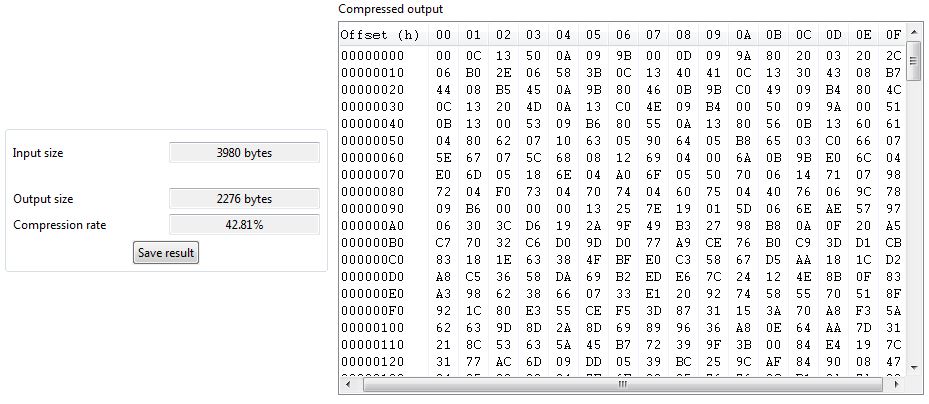 Compressed output
Offset (h) 00 01 02 03 04 05 06 07 08 09 0A 0B 0C 0D 0E 0F
00000000 00 0C 13 50 0A 09 9B 00 0D 09 9A 80 20 03 20 2C
00000010 06 B0 2E 06 58 3B 0C 13 40 41 0C 13 30 43 08 B7
00000020 44 08 B5 45 0A 9B 80 46 0B 9B C0 49 09 B4 80 4C
00000030 0C 13 20 4D 0A 13 C0 4E 09 B4 00 50 09 9A 00 51
00000040 0B 13 00 53 09 B6 80 55 0A 13 80 56 0B 13 60 61
00000050 04 80 62 07 10 63 05 90 64 05 B8 65 03 C0 66 07
00000060 5E 67 07 5C 68 08 12 69 04 00 6A 0B 9B E0 6C 04
00000070 E0 6D 05 18 6E 04 A0 6F 05 50 70 06 14 71 07 98
00000080 72 04 F0 73 04 70 74 04 60 75 04 40 76 06 9C 78
00000090 09 B6 00 00 00 13 25 7E 19 01 5D 06 6E AE 57 97
000000A0 06 30 3C D6 19 2A 9F 49 B3 27 98 B8 0A 0F 20 A5
000000B0 C7 70 32 C6 D0 9D D0 77 A9 CE 76 B0 C9 3D D1 CB
000000C0 83 18 1E 63 38 4F BF E0 C3 58 67 D5 AA 18 1C D2
000000D0 A8 C5 36 58 DA 69 B2 ED E6 7C 24 12 4E 8B 0F 83
000000E0 A3 98 62 38 66 07 33 E1 20 92 74 58 55 70 51 8F
000000F0 92 1C 80 E3 55 CE F5 3D 87 31 15 3A 70 A8 F3 5A
00000100 62 63 9D 8D 2A 8D 69 89 96 36 A8 0E 64 AA 7D 31
00000110 21 8C 53 63 5A 45 B7 72 39 9F 3B 00 84 E4 19 7C
00000120 31 77 AC 6D 09 DD 05 39 BC 25 9C AF 84 90 08 47
Input size 3980 bytes
Output size 2276 bytes
Compression rate 42.81%
Save result